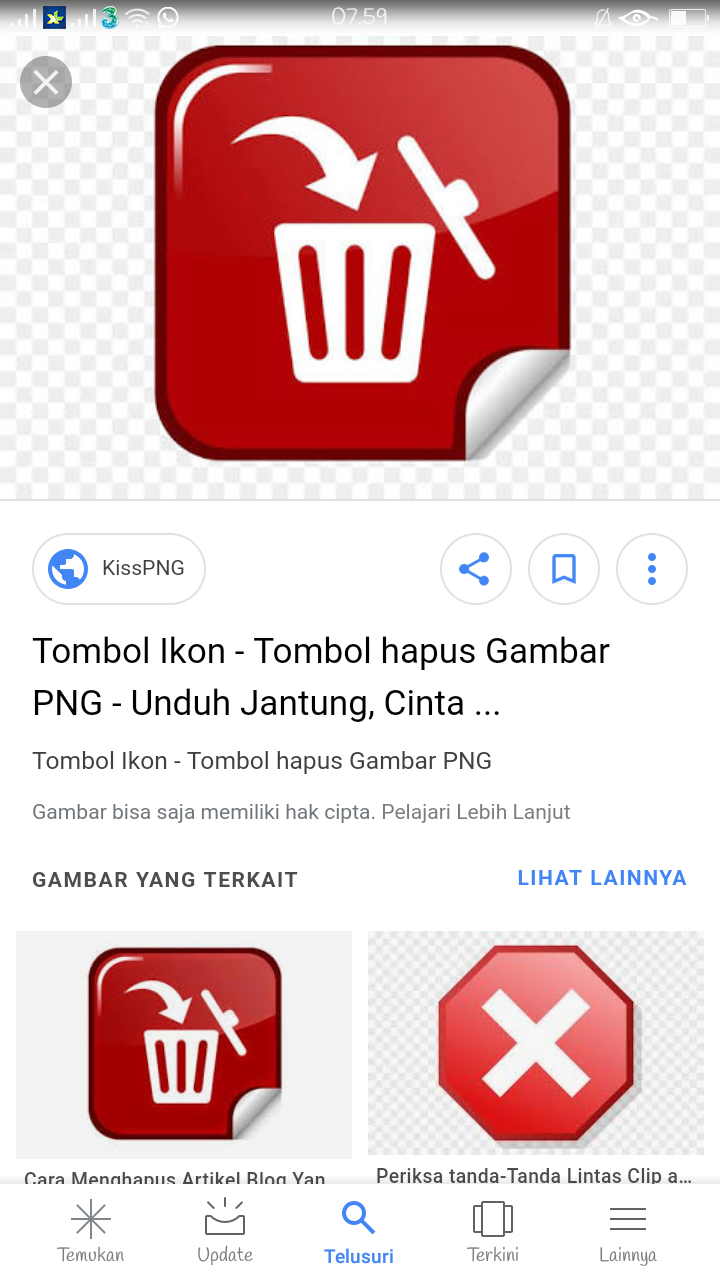 3
07.59
KissPNG
Tombol Ikon - Tombol hapus Gambar
PNG - Unduh Jantung, Cinta ...
Tombol Ikon - Tombol hapus Gambar PNG
Gambar bisa saja memiliki hak cipta. Pelajari Lebih Lanjut
GAMBAR YANG TERKAIT
LIHAT LAINNYA
Cara Menghapus Artikel Blog Yan
Periksa tanda-Tanda Lintas Clip a...
Temukan
Update
Telusuri
Terkini
Lainnya